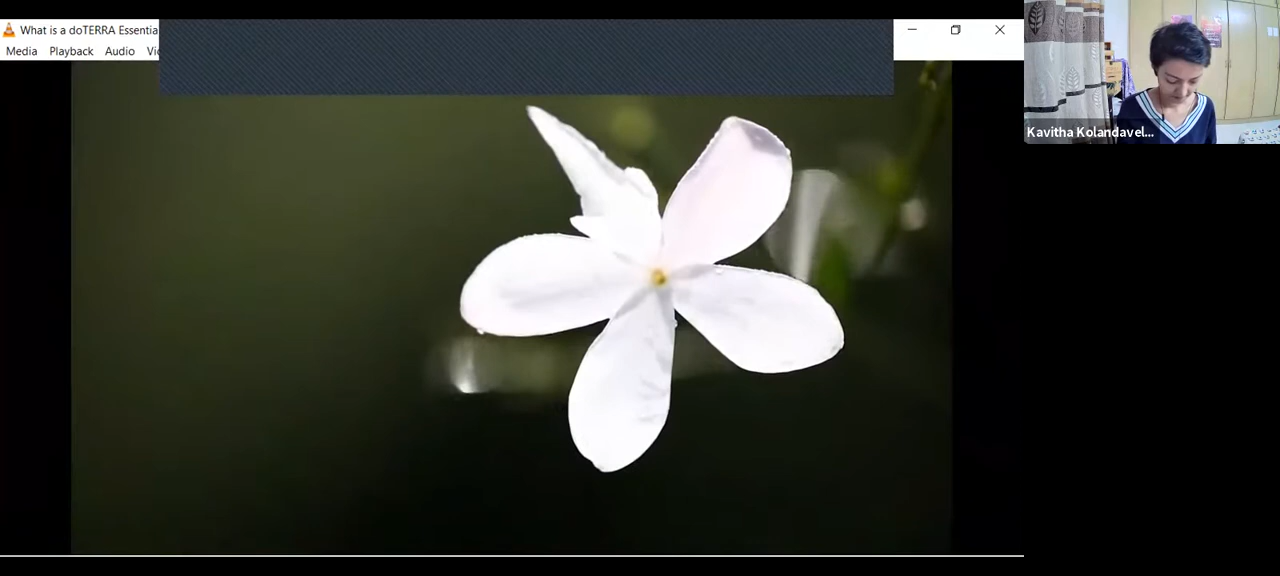 What is a doTERRA Essentia
Media Playback Audio Vi
Kavitha Kolandavel...